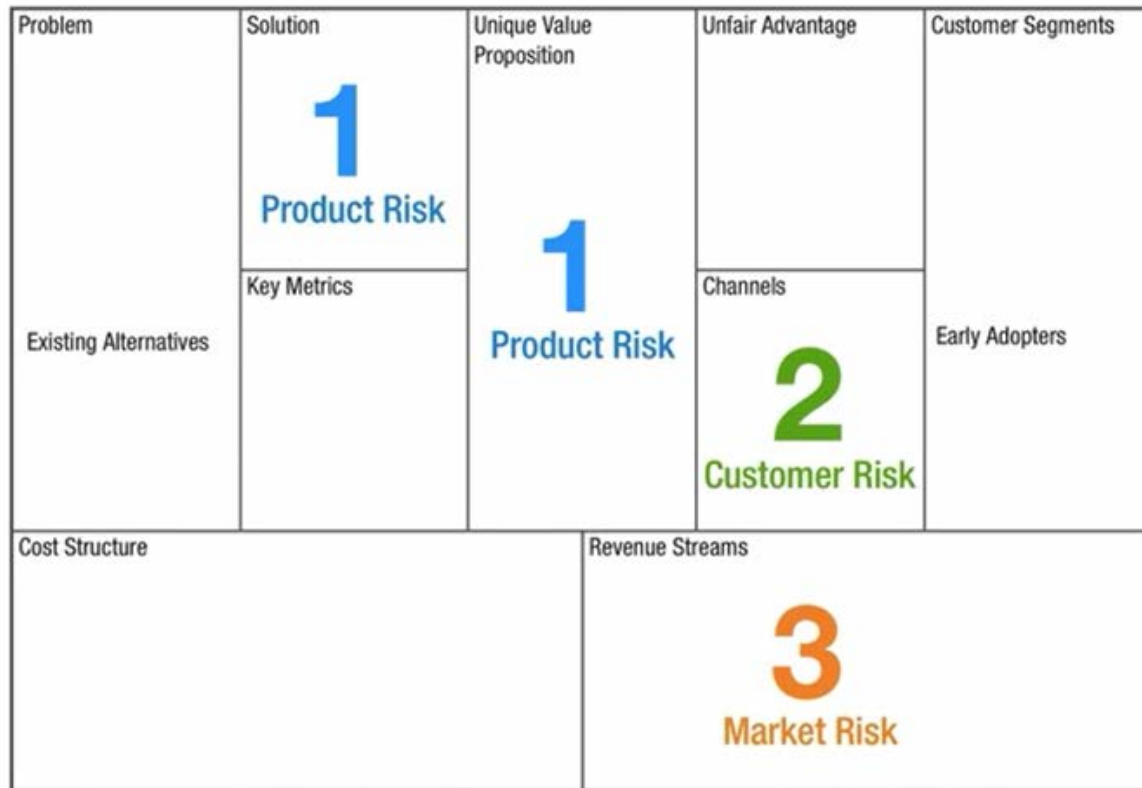 Problem
Existing Alternatives
Solution
1
Product Risk
Key Metrics
Unique Value
Proposition
1
Product Risk
Unfair Advantage
Channels
2
Customer Risk
Customer Segments
Early Adopters
Cost Structure
Revenue Streams
3
Market Risk